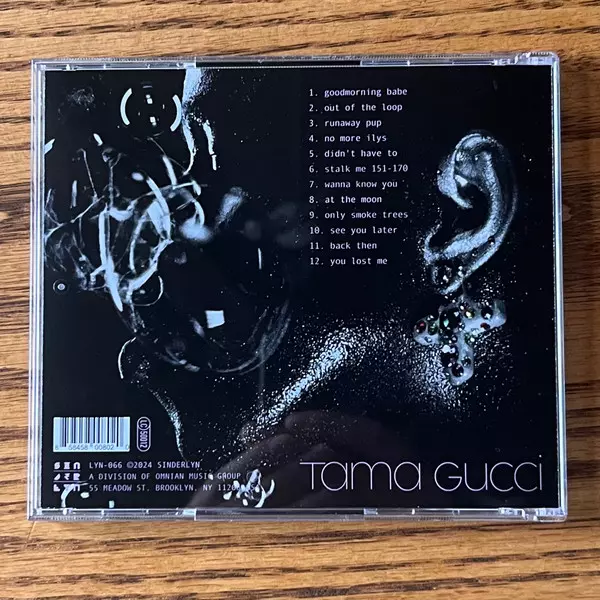 1. goodmorning babe
2. out of the loop
3. runaway pup
4. no more ilys
5. didn't have to
6. stalk me 151-170
7. wanna know you
8. at the moon
9. only smoke trees
10. see you later
11. back then
12. you lost me
LC 50012
LYN-066 ©2024 SINDERLYN
A DIVISION OF OMNIAN MUSIC GROUP
55 MEADOW ST. BROOKLYN, NY
Tama Gucci